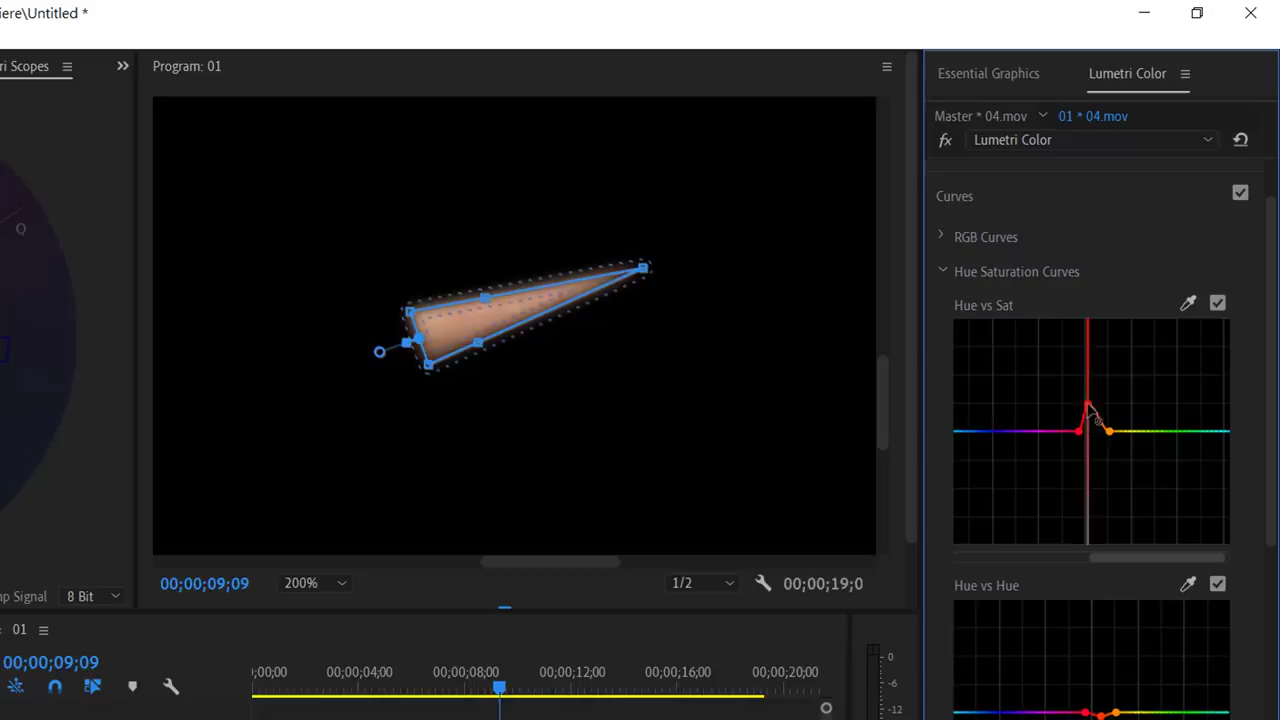 iere\Untitled *
ri Scopes
Program: 01
Essential Graphics
Lumetri Color
Master * 04.mov
01 * 04.mov
fx
Lumetri Color
Curves
RGB Curves
Hue Saturation Curves
Hue vs Sat
Q
Hue vs Hue
00;00;09;09
200%
1/2
00;00;19;0
mp Signal
8 Bit
01
00;00;09;09
;00;00
00;00;04;00
00;00;08;00
00;00;12;00
00;00;16;00
00;00;20;00
0
-6
-12